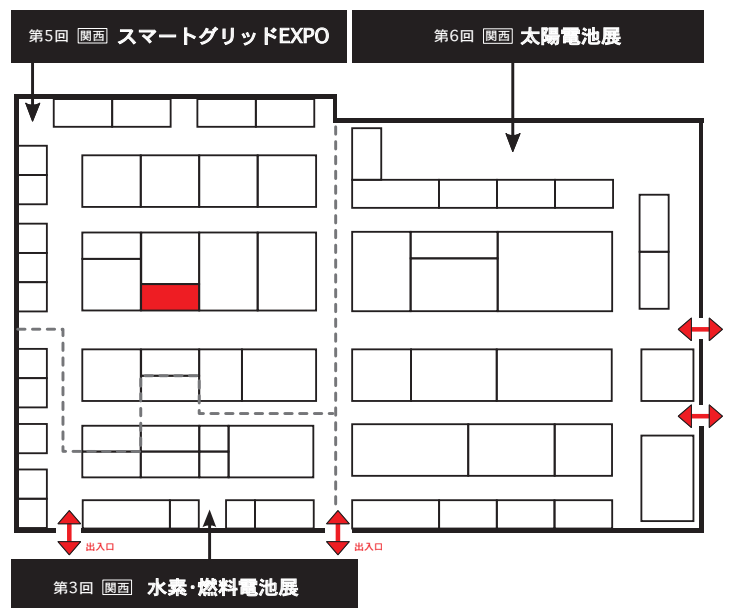 第5回 関西 スマートグリッドEXPO
第6回 関西 太陽電池展
出入口
出入口
第3回 関西 水素・燃料電池展